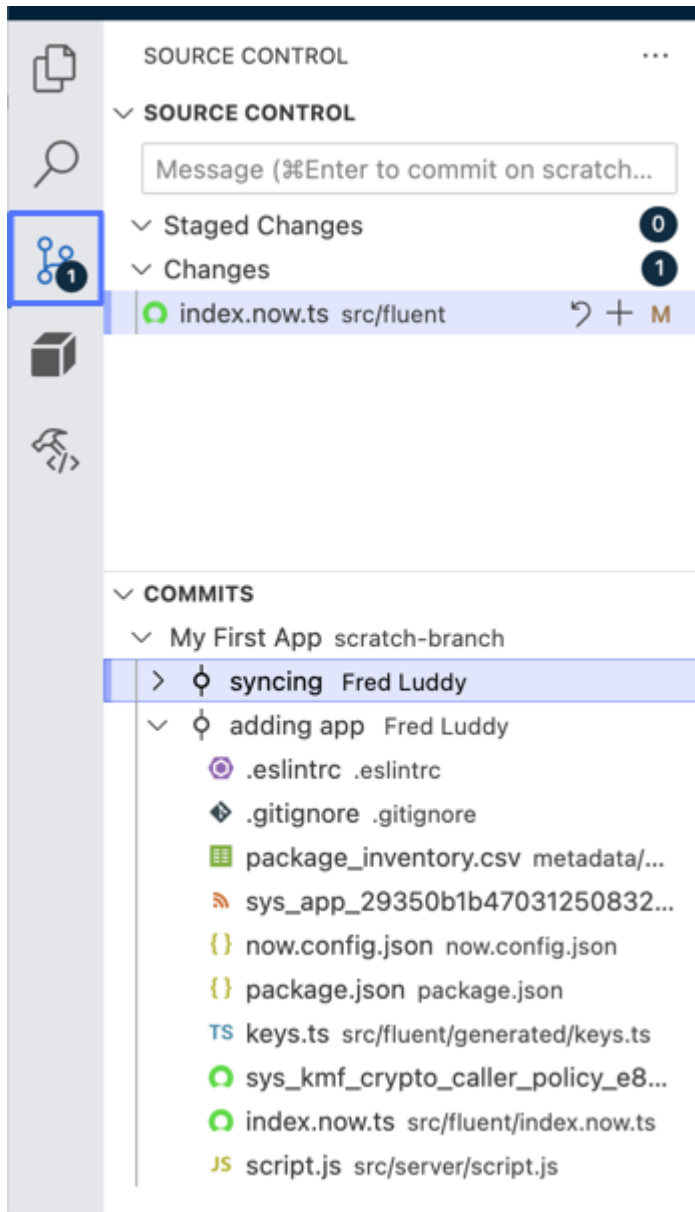 SOURCE CONTROL ...
SOURCE CONTROL
Message (⌘Enter to commit on scratch...
Staged Changes 0
Changes 1
1
index.now.ts src/fluent M
COMMITS
My First App scratch-branch
syncing Fred Luddy
adding app Fred Luddy
.eslintrc .eslintrc
.gitignore .gitignore
package_inventory.csv metadata/...
sys_app_29350b1b47031250832...
{} now.config.json now.config.json
{} package.json package.json
TS keys.ts src/fluent/generated/keys.ts
sys_kmf_crypto_caller_policy_e8...
index.now.ts src/fluent/index.now.ts
JS script.js src/server/script.js